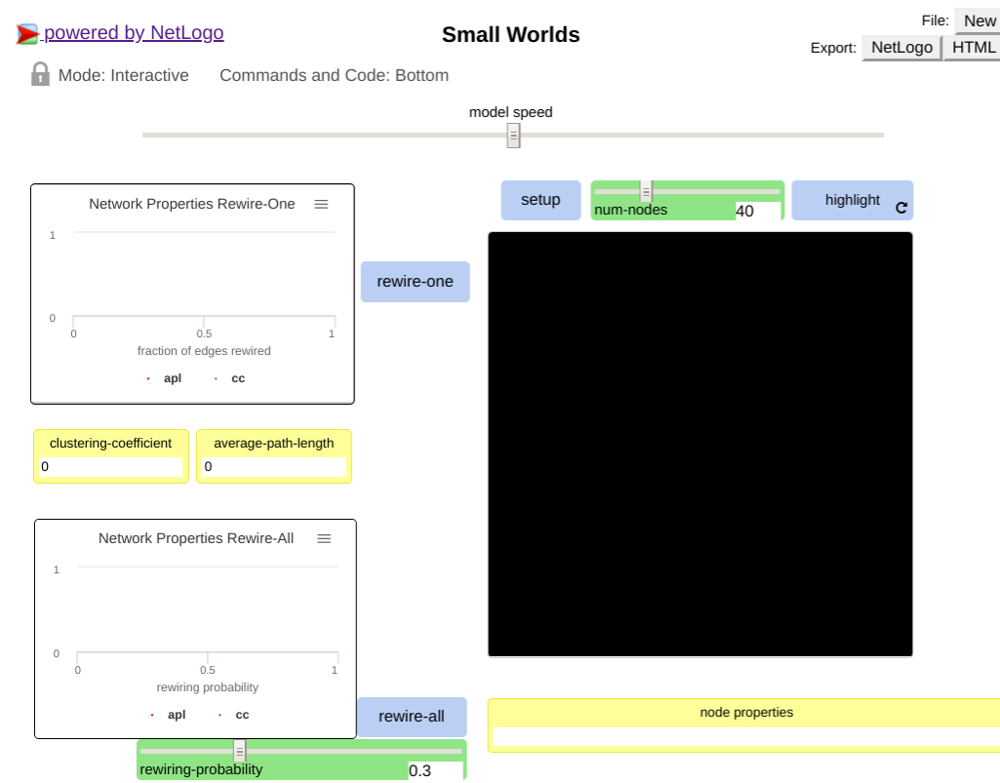 powered by NetLogo
Small Worlds
File: New
Export: NetLogo HTML
Mode: Interactive
Commands and Code: Bottom
model speed
Network Properties Rewire-One
1
0
0 0.5 1
fraction of edges rewired
apl cc
rewire-one
setup
num-nodes 40
highlight
clustering-coefficient
0
average-path-length
0
Network Properties Rewire-All
1
0
0 0.5 1
rewiring probability
apl cc
rewire-all
rewiring-probability 0.3
node properties